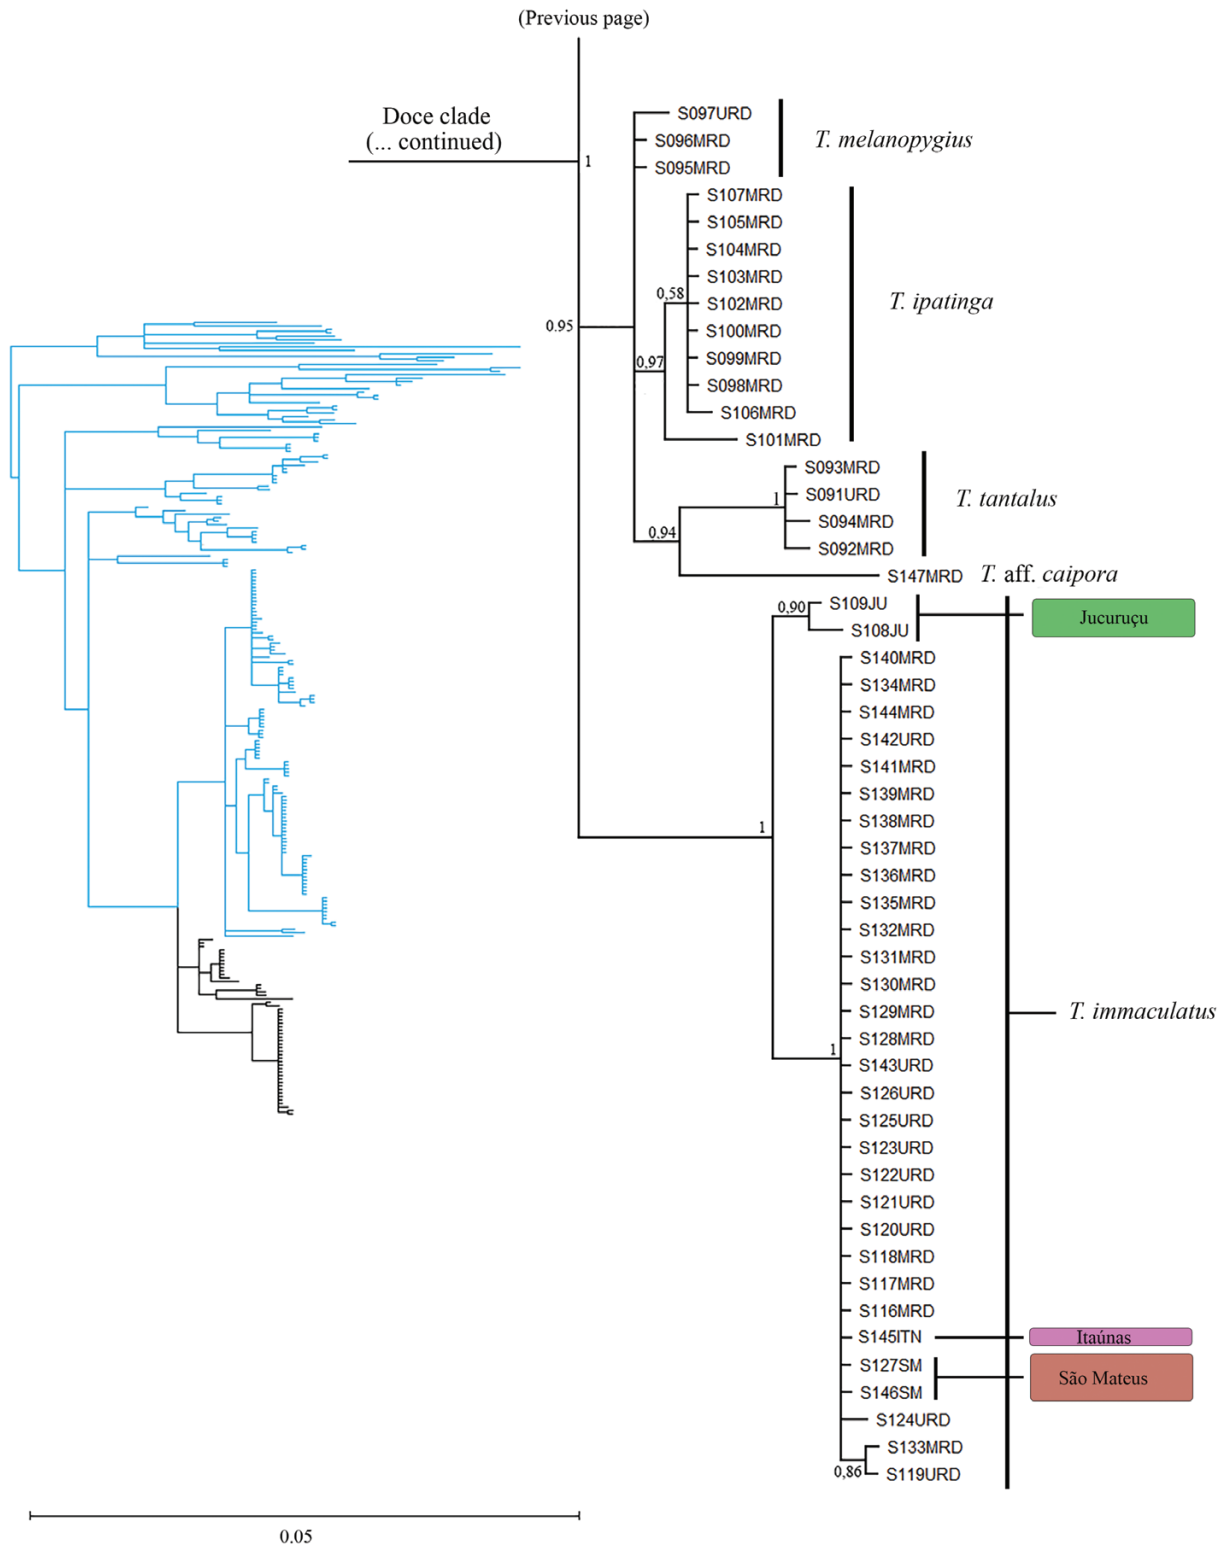 (Previous page)
Doce clade
(... continued)
1
S097URD
S096MRD
S095MRD
T. melanopygius
S107MRD
S105MRD
S104MRD
S103MRD
0,58
S102MRD
S100MRD
S099MRD
S098MRD
S106MRD
S101MRD
T. ipatinga
0.95
0,97
S093MRD
S091URD
1
S094MRD
S092MRD
T. tantalus
0,94
S147MRD
T. aff. caipora
0,90
S109JU
S108JU
Jucuruçu
S140MRD
S134MRD
S144MRD
S142URD
S141MRD
S139MRD
S138MRD
1
S137MRD
S136MRD
S135MRD
S132MRD
S131MRD
S130MRD
S129MRD
T. immaculatus
S128MRD
1
S143URD
S126URD
S125URD
S123URD
S122URD
S121URD
S120URD
S118MRD
S117MRD
S116MRD
S145ITN
Itaúnas
S127SM
S146SM
São Mateus
S124URD
S133MRD
0,86
S119URD
0.05